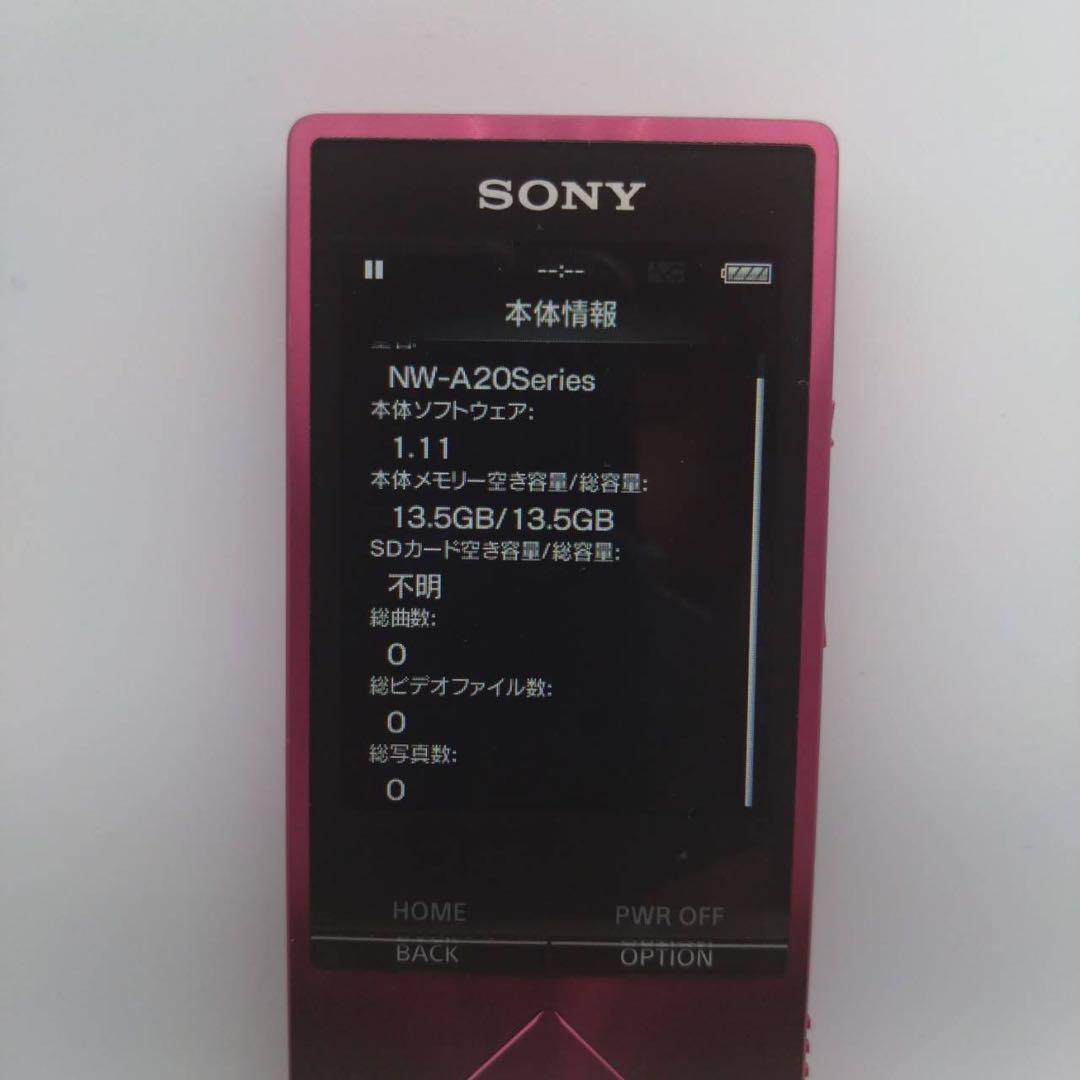 SONY
--:--
本体情報
NW-A20Series
本体ソフトウェア:
1.11
本体メモリー空き容量/総容量:
13.5GB/13.5GB
SDカード空き容量/総容量:
不明
総曲数:
0
総ビデオファイル数:
0
総写真数:
0
HOME PWR OFF
BACK OPTION